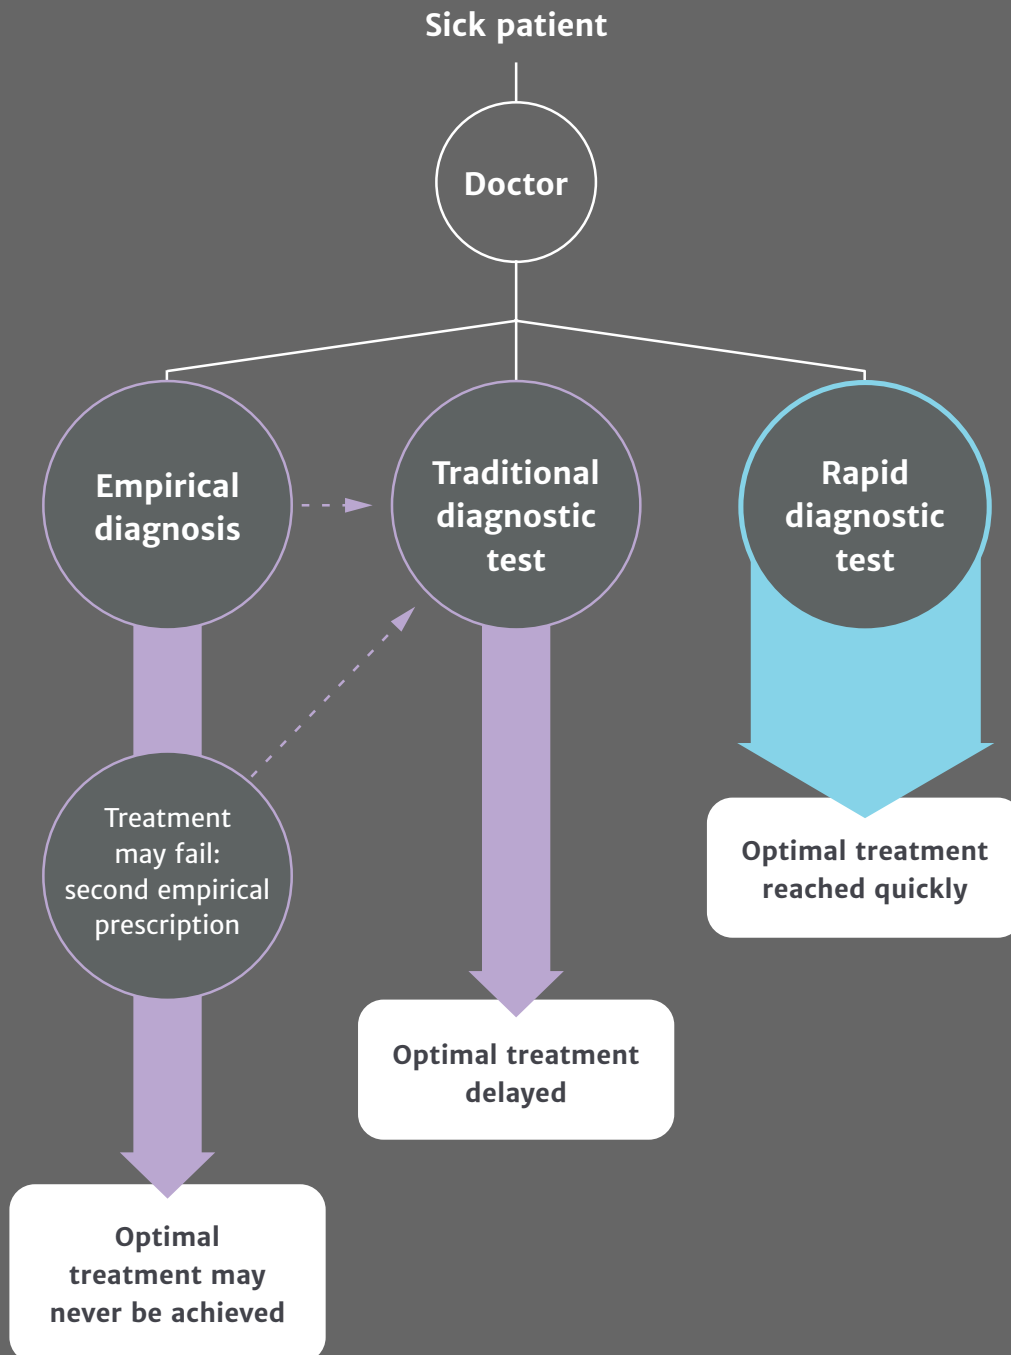 Sick patient
Doctor
Empirical
diagnosis
Traditional
diagnostic
test
Rapid
diagnostic
test
Treatment
may fail:
second empirical
prescription
Optimal treatment
reached quickly
Optimal treatment
delayed
Optimal
treatment may
never be achieved